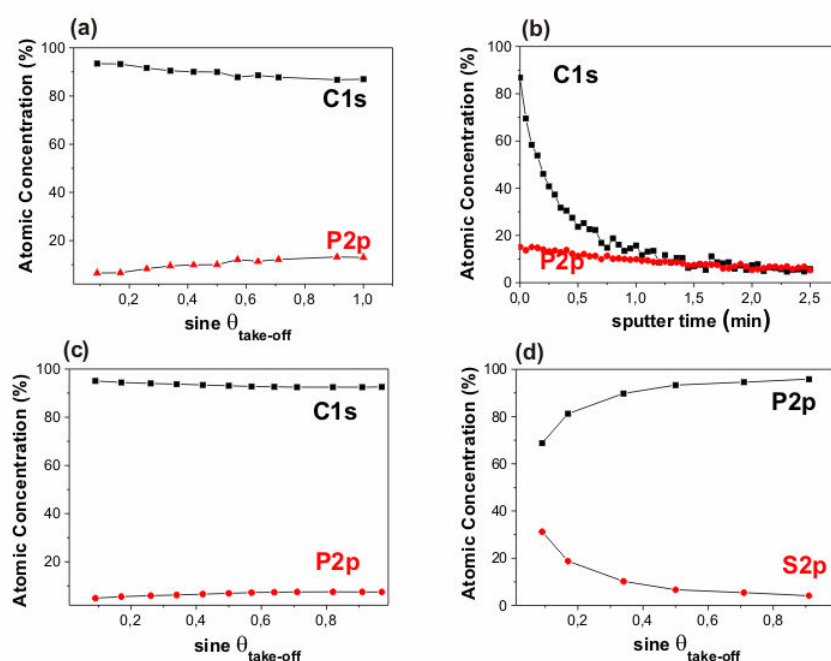 (a)
Atomic Concentration (%)
100
80
60
40
20
C1s
P2p
0,2 0,4 0,6 0,8 1,0
sine θtake-off
(b)
Atomic Concentration (%)
100
80
60
40
20
0
C1s
P2p
0,0 0,5 1,0 1,5 2,0 2,5
sputter time (min)
(c)
Atomic Concentration (%)
100
80
60
40
20
C1s
P2p
0,2 0,4 0,6 0,8
sine θtake-off
(d)
Atomic Concentration (%)
100
80
60
40
20
0
P2p
S2p
0,2 0,4 0,6 0,8
sine θtake-off